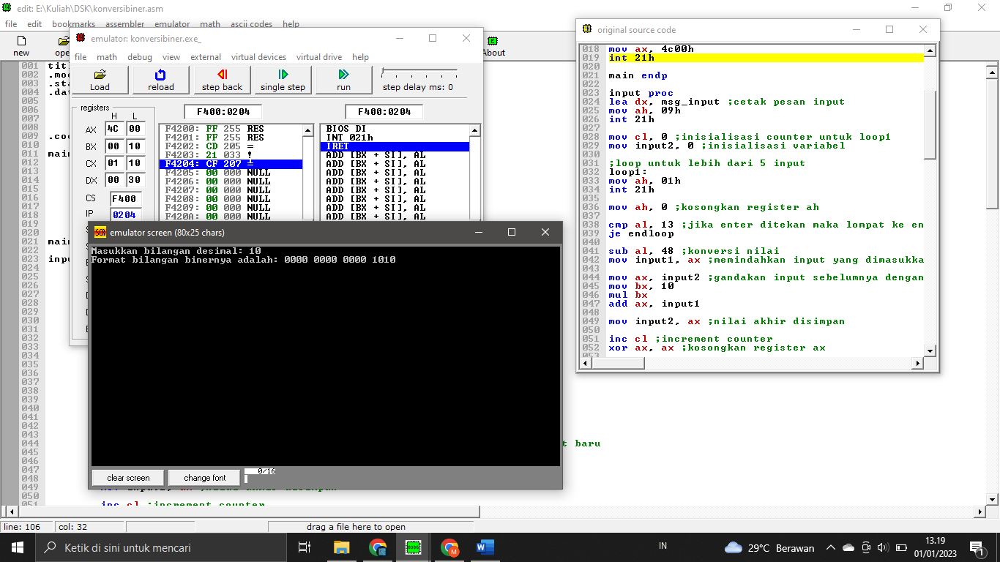 edit: E:\Kuliah\DSK\konversibiner.asm
file edit bookmarks assembler emulator math ascii codes help
new
About
001
002
003
004
005
006
007
008
009 .cod
010
011
012
013
014
015
016
017
018
019
020
021
022
023
024
025
026
027
028
029
030
031
032
033
034
035
036
037
038
039
040
041
042
043
044 t baru
045
046
047
048
049
050
051 inc cl ;increment counter
line: 106 col: 32 drag a file here to open
emulator: konversibiner.exe_
file math debug view external virtual devices virtual drive help
Load reload step back single step run step delay ms: 0
registers F400:0204 F400:0204
H L
AX 4C 00
BX 00 10
CX 01 10
DX 00 30
CS F400
IP 0204
F4200: FF 255 RES
F4201: FF 255 RES
F4202: CD 205 =
F4203: 21 033 !
F4204: CF 207 ╧
F4205: 00 000 NULL
F4206: 00 000 NULL
F4207: 00 000 NULL
F4208: 00 000 NULL
F4209: 00 000 NULL
F420A: 00 000 NULL
BIOS DI
INT 021h
IRET
ADD [BX + SI], AL
ADD [BX + SI], AL
ADD [BX + SI], AL
ADD [BX + SI], AL
ADD [BX + SI], AL
ADD [BX + SI], AL
ADD [BX + SI], AL
ADD [BX + SI], AL
emulator screen (80x25 chars)
Masukkan bilangan desimal: 10
Format bilangan binernya adalah: 0000 0000 0000 1010
clear screen change font 0/16
original source code
018 mov ax, 4c00h
019 int 21h
020
021 main endp
022
023 input proc
024 lea dx, msg_input ;cetak pesan input
025 mov ah, 09h
026 int 21h
027
028 mov cl, 0 ;inisialisasi counter untuk loop1
029 mov input2, 0 ;inisialisasi variabel
030
031 ;loop untuk lebih dari 5 input
032 loop1:
033 mov ah, 01h
034 int 21h
035
036 mov ah, 0 ;kosongkan register ah
037
038 cmp al, 13 ;jika enter ditekan maka lompat ke en
039 je endloop
040
041 sub al, 48 ;konversi nilai
042 mov input1, ax ;memindahkan input yang dimasukka
043
044 mov ax, input2 ;gandakan input sebelumnya dengan
045 mov bx, 10
046 mul bx
047 add ax, input1
048
049 mov input2, ax ;nilai akhir disimpan
050
051 inc cl ;increment counter
052 xor ax, ax ;kosongkan register ax
053
Ketik di sini untuk mencari
IN
29°C Berawan
13.19
01/01/2023
1